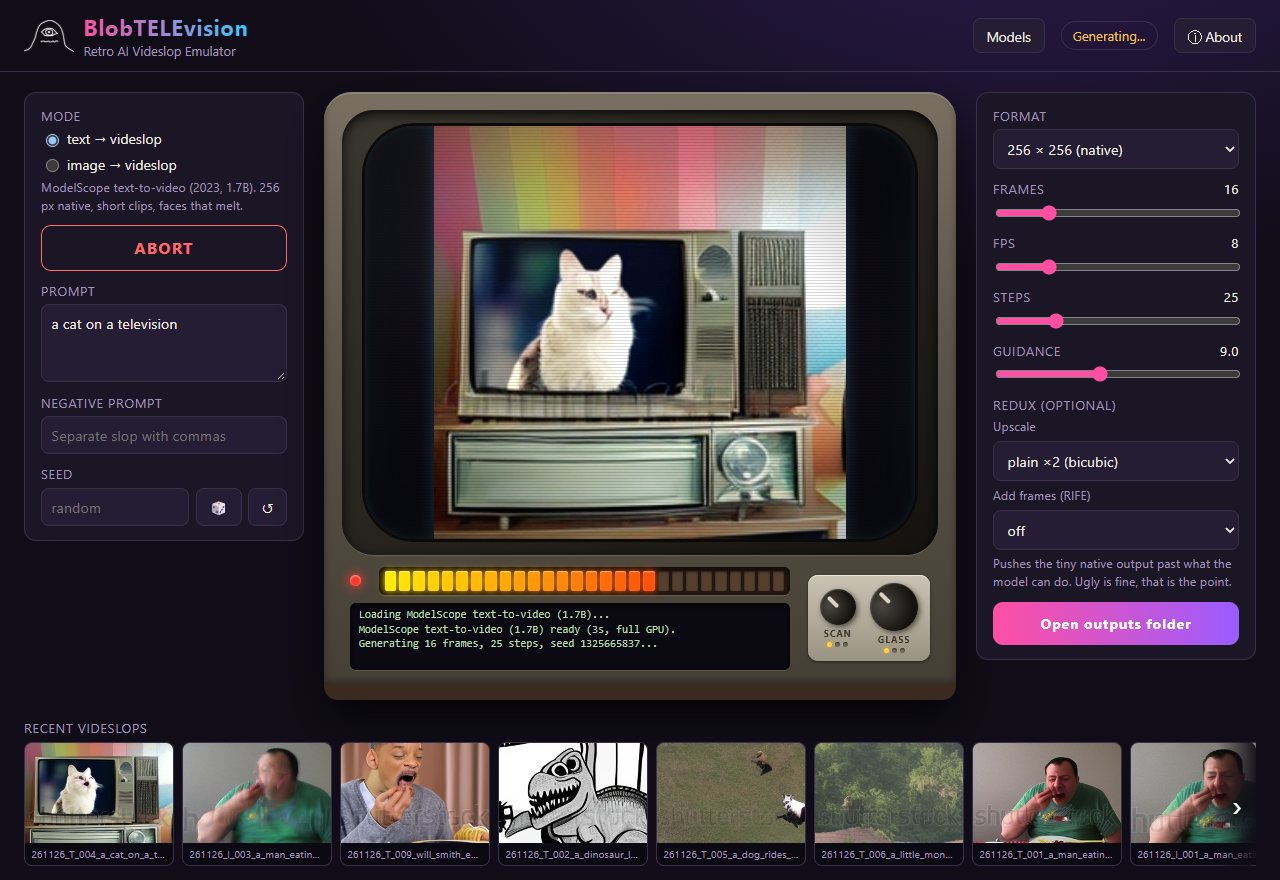 BlobTELEvision
Retro AI Videslop Emulator
Models
Generating...
ⓘ About
MODE
text → videslop
image → videslop
ModelScope text-to-video (2023, 1.7B). 256
px native, short clips, faces that melt.
ABORT
PROMPT
a cat on a television
NEGATIVE PROMPT
Separate slop with commas
SEED
random
Loading ModelScope text-to-video (1.7B)...
ModelScope text-to-video (1.7B) ready (3s, full GPU).
Generating 16 frames, 25 steps, seed 1325665837...
SCAN
GLASS
FORMAT
256 × 256 (native)
FRAMES 16
FPS 8
STEPS 25
GUIDANCE 9.0
REDUX (OPTIONAL)
Upscale
plain ×2 (bicubic)
Add frames (RIFE)
off
Pushes the tiny native output past what the
model can do. Ugly is fine, that is the point.
Open outputs folder
RECENT VIDESLOPS
shutterstock
261126_T_004_a_cat_on_a_t...
261126_I_003_a_man_eatin...
261126_T_009_will_smith_e...
261126_T_002_a_dinosaur_l...
261126_T_005_a_dog_rides_...
261126_T_006_a_little_mon...
261126_T_001_a_man_eatin...
261126_I_001_a_man_eati